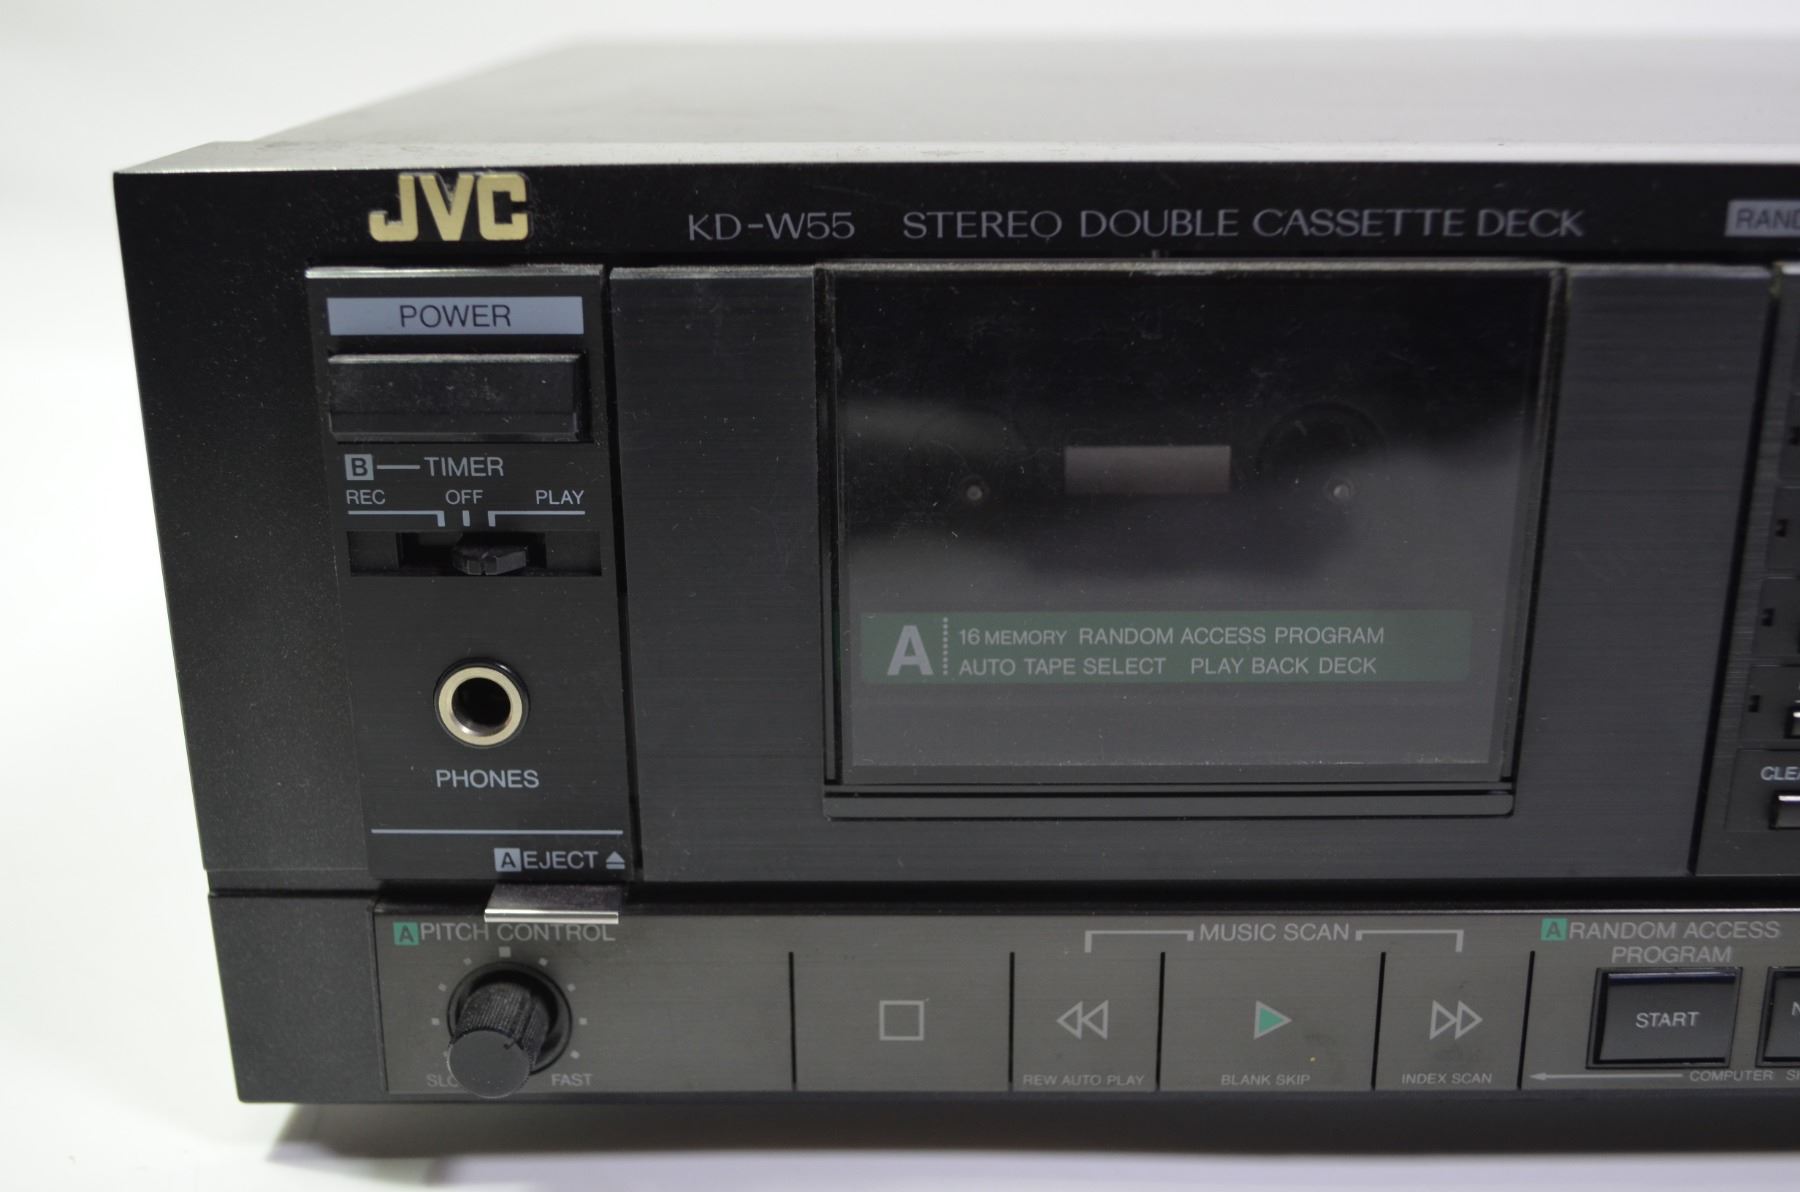 JVC
KD-W55 STEREO DOUBLE CASSETTE DECK
POWER
B TIMER
REC OFF PLAY
A 16 MEMORY RANDOM ACCESS PROGRAM
AUTO TAPE SELECT PLAY BACK DECK
PHONES
A EJECT
A PITCH CONTROL
FAST
MUSIC SCAN
REW AUTO PLAY
BLANK SKIP
INDEX SCAN
A RANDOM ACCESS
PROGRAM
START
COMPUTER